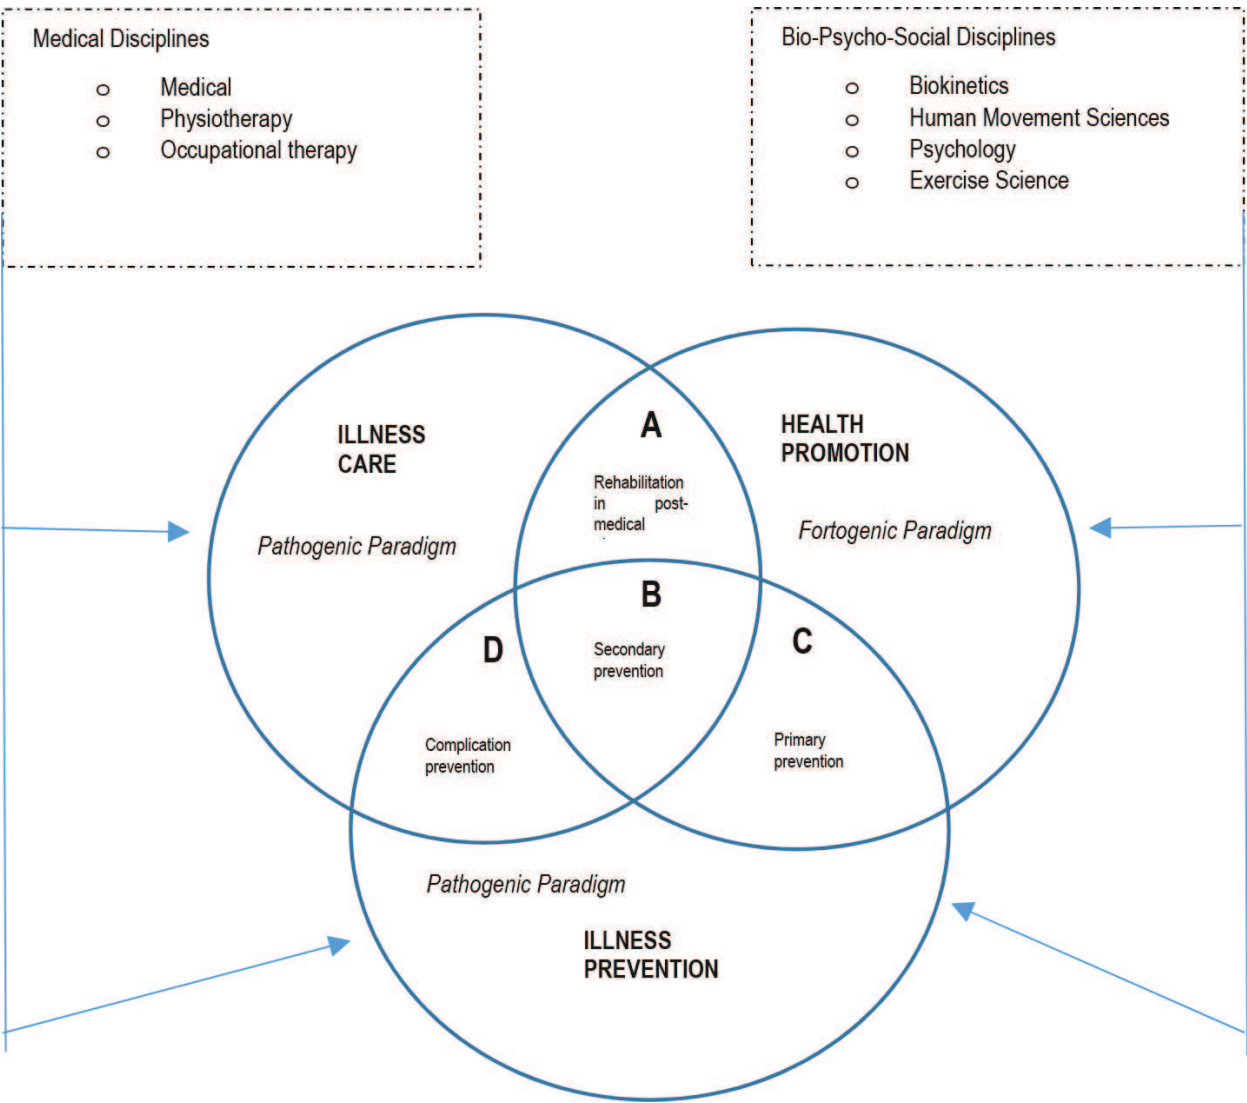 Medical Disciplines
o Medical
o Physiotherapy
o Occupational therapy
Bio-Psycho-Social Disciplines
o Biokinetics
o Human Movement Sciences
o Psychology
o Exercise Science
ILLNESS
CARE
Pathogenic Paradigm
A
Rehabilitation
in post-
medical
HEALTH
PROMOTION
Fortogenic Paradigm
B
Secondary
prevention
D
Complication
prevention
C
Primary
prevention
Pathogenic Paradigm
ILLNESS
PREVENTION